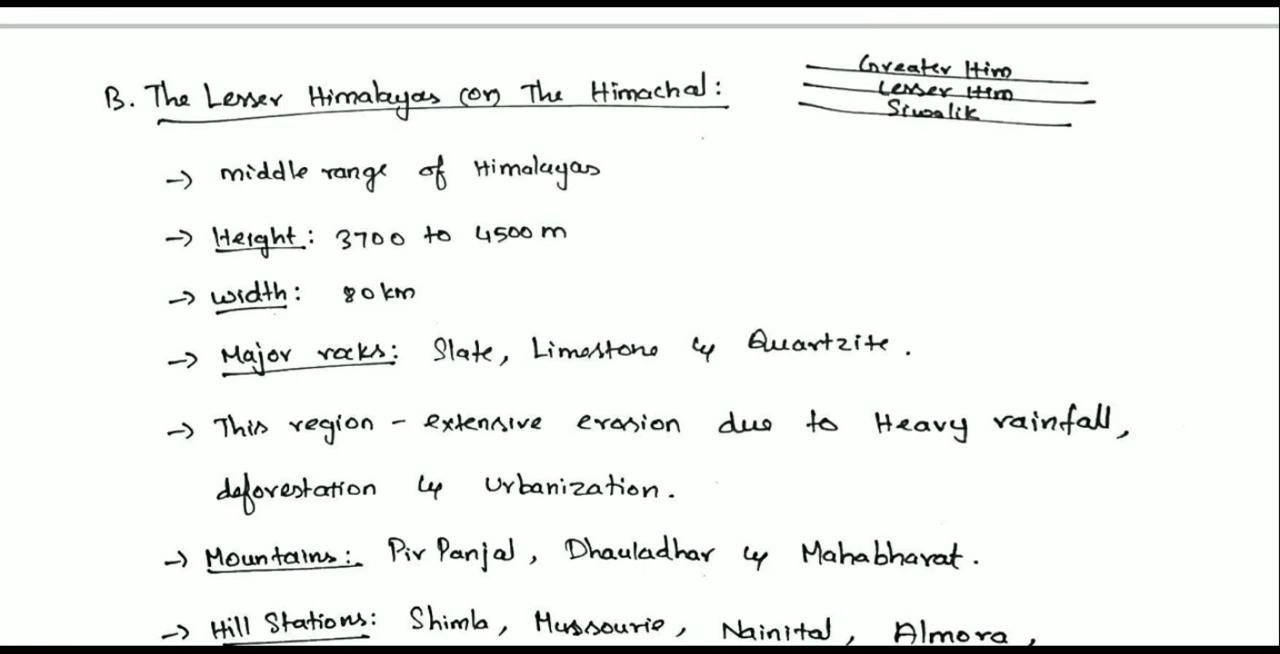 Greater Him
Lesser Him
Siwalik
B. The Lesser Himalayas (or) The Himachal:
→ middle range of Himalayas
→ Height: 3700 to 4500 m
→ width: 80 km
→ Major rocks: Slate, Limestone & Quartzite.
→ This region - extensive erosion due to Heavy rainfall,
deforestation & Urbanization.
→ Mountains: Pir Panjal, Dhauladhar & Mahabharat.
→ Hill Stations: Shimla, Mussourie, Nainital, Almora,